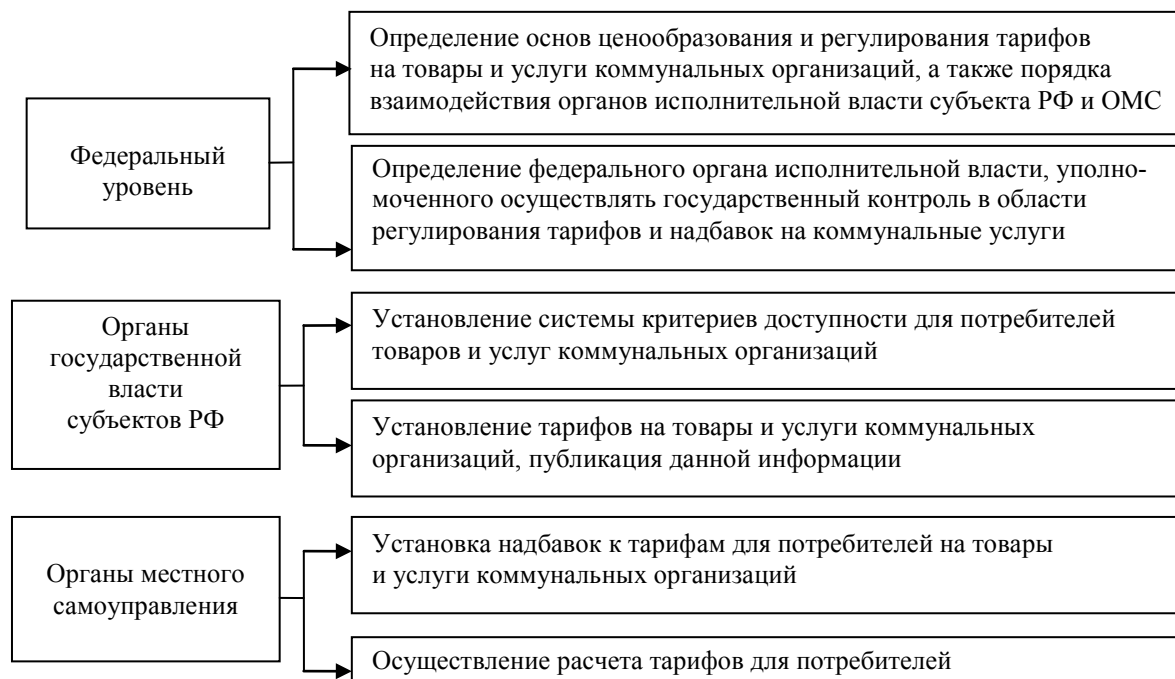 Федеральный
уровень
Определение основ ценообразования и регулирования тарифов
на товары и услуги коммунальных организаций, а также порядка
взаимодействия органов исполнительной власти субъекта РФ и ОМС
Определение федерального органа исполнительной власти, уполно-
моченного осуществлять государственный контроль в области
регулирования тарифов и надбавок на коммунальные услуги
Органы
государственной
власти
субъектов РФ
Установление системы критериев доступности для потребителей
товаров и услуг коммунальных организаций
Установление тарифов на товары и услуги коммунальных
организаций, публикация данной информации
Органы местного
самоуправления
Установка надбавок к тарифам для потребителей на товары
и услуги коммунальных организаций
Осуществление расчета тарифов для потребителей